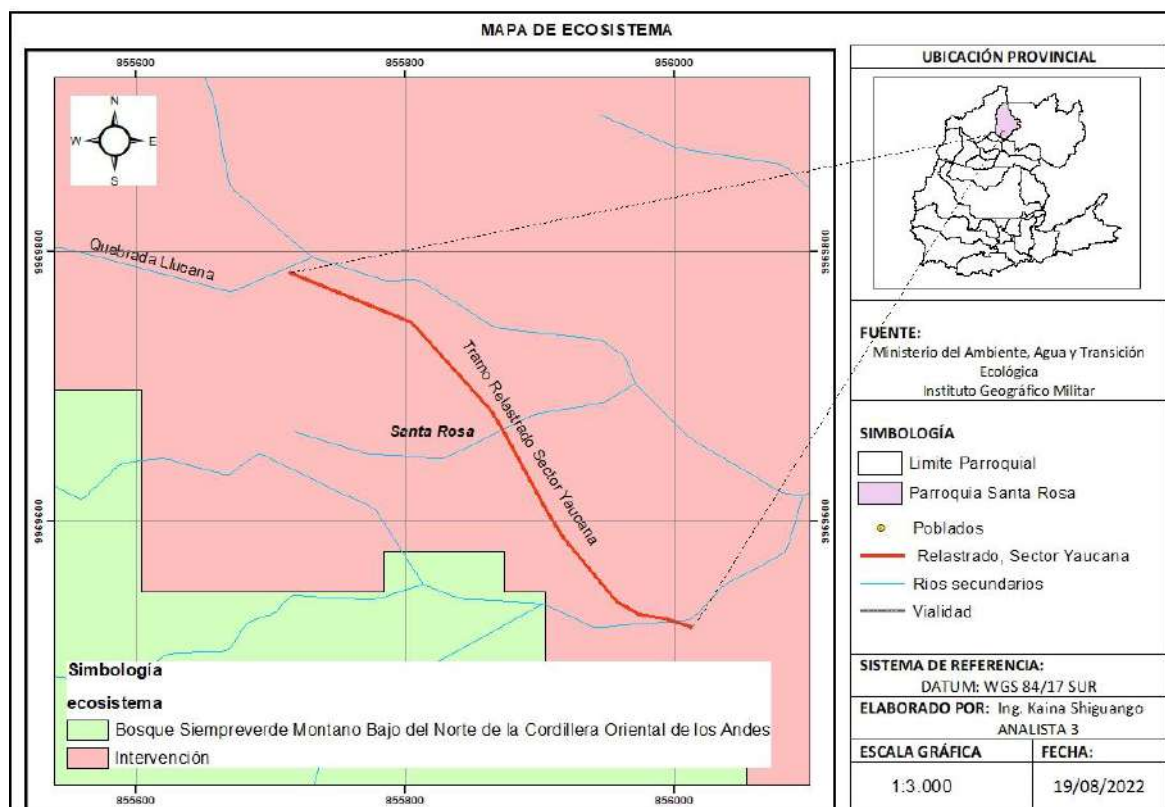 MAPA DE ECOSISTEMA
855600 855800 856000
N
W E
S
9969800 9969800
Quebrada Llucana
Tramo Relastrado Sector Yaucana
Santa Rosa
9969600 9969600
Simbología
ecosistema
Bosque Siempreverde Montano Bajo del Norte de la Cordillera Oriental de los Andes
Intervención
855600 855800 856000
UBICACIÓN PROVINCIAL
FUENTE:
Ministerio del Ambiente, Agua y Transición
Ecológica
Instituto Geográfico Militar
SIMBOLOGÍA
Limite Parroquial
Parroquia Santa Rosa
Poblados
Relastrado, Sector Yaucana
Rios secundarios
Vialidad
SISTEMA DE REFERENCIA:
DATUM: WGS 84/17 SUR
ELABORADO POR: Ing. Kaina Shiguango
ANALISTA 3
ESCALA GRÁFICA FECHA:
1:3.000 19/08/2022